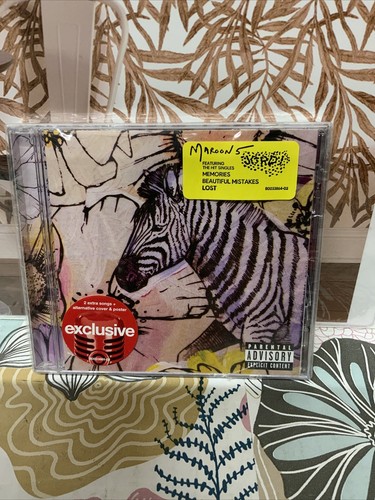 MAROON 5
JORDI
FEATURING
THE HIT SINGLES
MEMORIES
BEAUTIFUL MISTAKES
LOST
2 extra songs +
alternative cover & poster
exclusive
PARENTAL
ADVISORY
EXPLICIT CONTENT